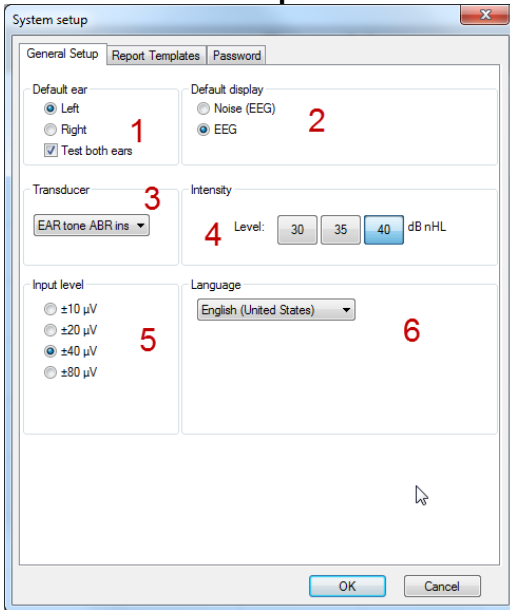 System setup
x
General Setup Report Templates Password
Default ear
Left
Right
Test both ears
1
Default display
Noise (EEG)
EEG
2
Transducer
3
EAR tone ABR ins
Intensity
4
Level: 30 35 40 dB nHL
Input level
±10 µV
±20 µV
±40 µV
±80 µV
5
Language
English (United States)
6
OK Cancel